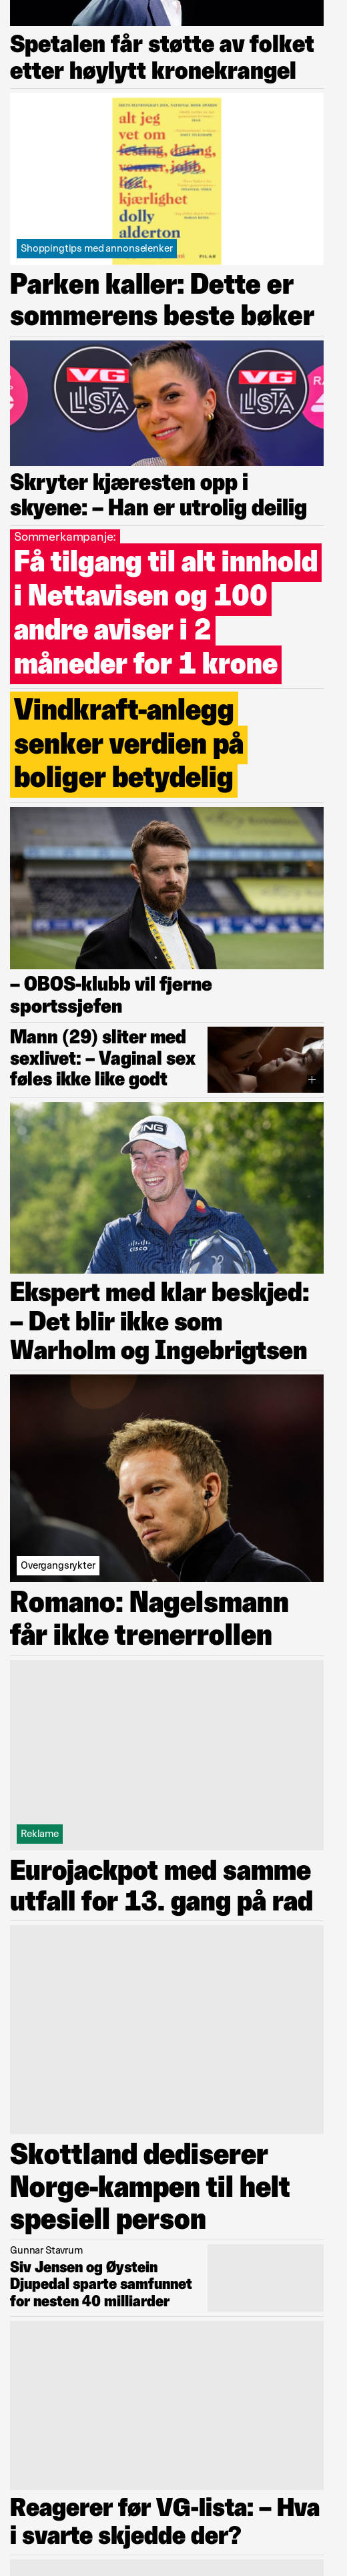 Spetalen får støtte av folket
etter høylytt kronekrangel
alt jeg
vet om
festing, dating,
venner, jobb,
livet,
kjærlighet
dolly
alderton
Shoppingtips med annonselenker
Parken kaller: Dette er
sommerens beste bøker
VG
LISTA
VG
LISTA
RA
Skryter kjæresten opp i
skyene: – Han er utrolig deilig
Sommerkampanje:
Få tilgang til alt innhold
i Nettavisen og 100
andre aviser i 2
måneder for 1 krone
Vindkraft-anlegg
senker verdien på
boliger betydelig
– OBOS-klubb vil fjerne
sportssjefen
Mann (29) sliter med
sexlivet: – Vaginal sex
føles ikke like godt
PING
cisco
Ekspert med klar beskjed:
– Det blir ikke som
Warholm og Ingebrigtsen
Overgangsrykter
Romano: Nagelsmann
får ikke trenerrollen
Reklame
Eurojackpot med samme
utfall for 13. gang på rad
Skottland dediserer
Norge-kampen til helt
spesiell person
Gunnar Stavrum
Siv Jensen og Øystein
Djupedal sparte samfunnet
for nesten 40 milliarder
Reagerer før VG-lista: – Hva
i svarte skjedde der?